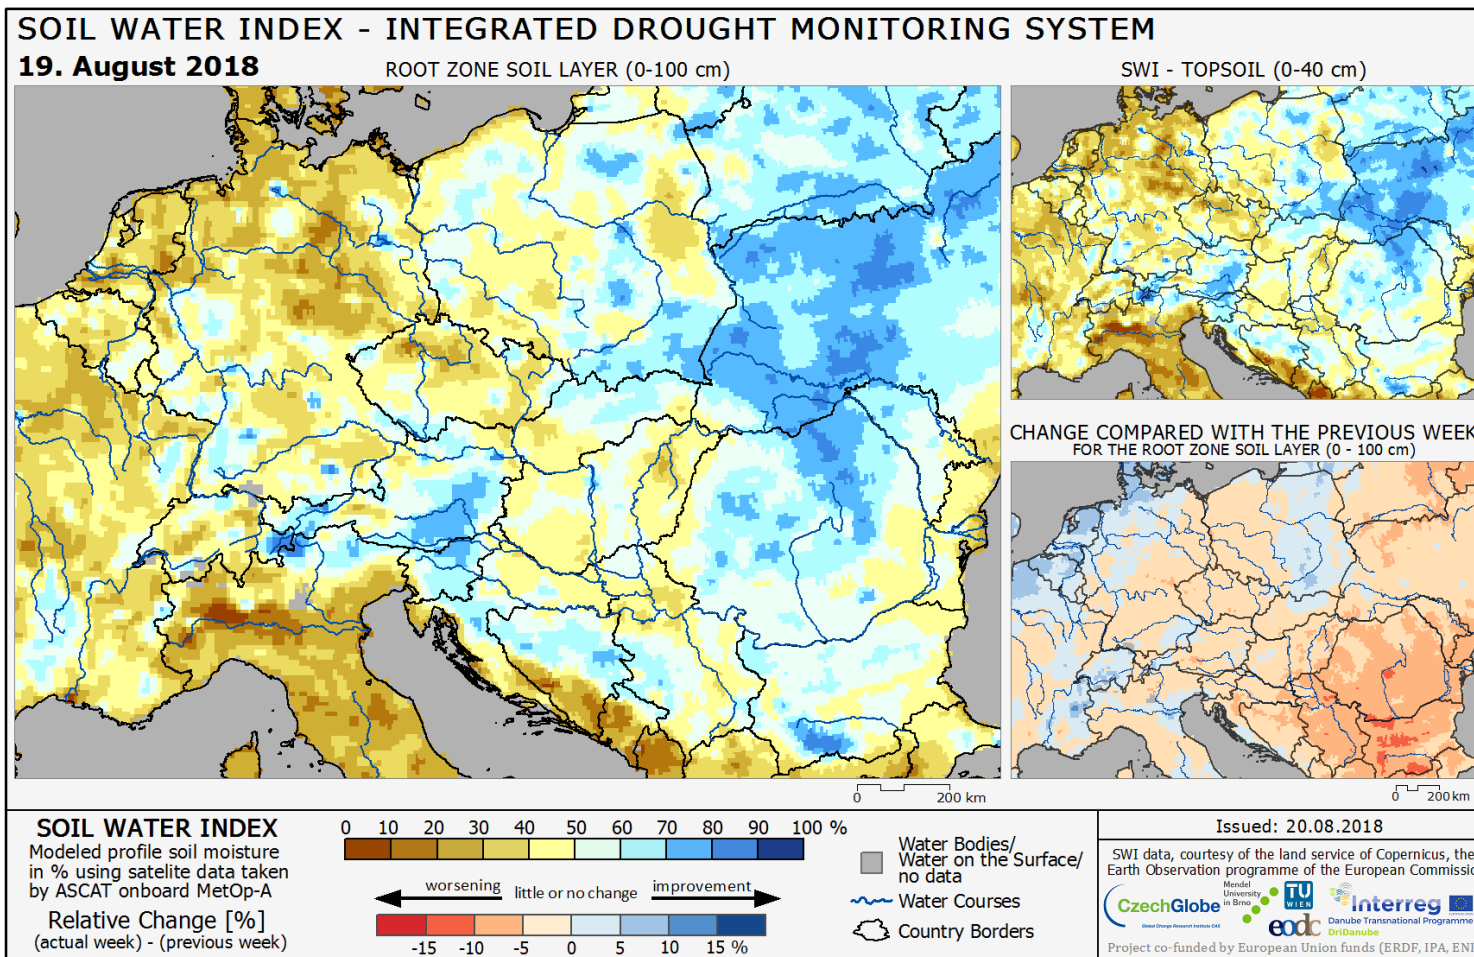 SOIL WATER INDEX - INTEGRATED DROUGHT MONITORING SYSTEM
19. August 2018
ROOT ZONE SOIL LAYER (0-100 cm)
SWI - TOPSOIL (0-40 cm)
CHANGE COMPARED WITH THE PREVIOUS WEEK
FOR THE ROOT ZONE SOIL LAYER (0 - 100 cm)
0 200 km
0 200 km
SOIL WATER INDEX
Modeled profile soil moisture
in % using satelite data taken
by ASCAT onboard MetOp-A
Relative Change [%]
(actual week) - (previous week)
0 10 20 30 40 50 60 70 80 90 100 %
worsening little or no change improvement
-15 -10 -5 0 5 10 15 %
Water Bodies/
Water on the Surface/
no data
Water Courses
Country Borders
Issued: 20.08.2018
SWI data, courtesy of the land service of Copernicus, the
Earth Observation programme of the European Commissio
CzechGlobe
Global Change Research Institute CAS
Mendel
University
in Brno
TU
WIEN
eodc
Interreg
Danube Transnational Programme
DriDanube
Project co-funded by European Union funds (ERDF, IPA, ENI